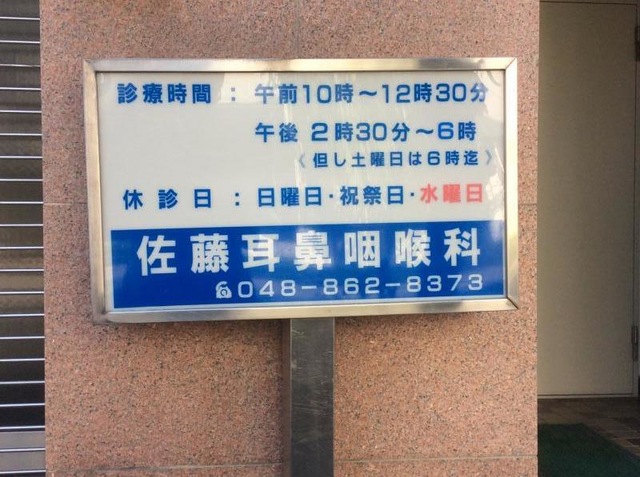 診療時間：午前10時～12時30分
午後 2時30分～6時
〈但し土曜日は6時迄〉
休診日：日曜日・祝祭日・水曜日
佐藤耳鼻咽喉科
048-862-8373